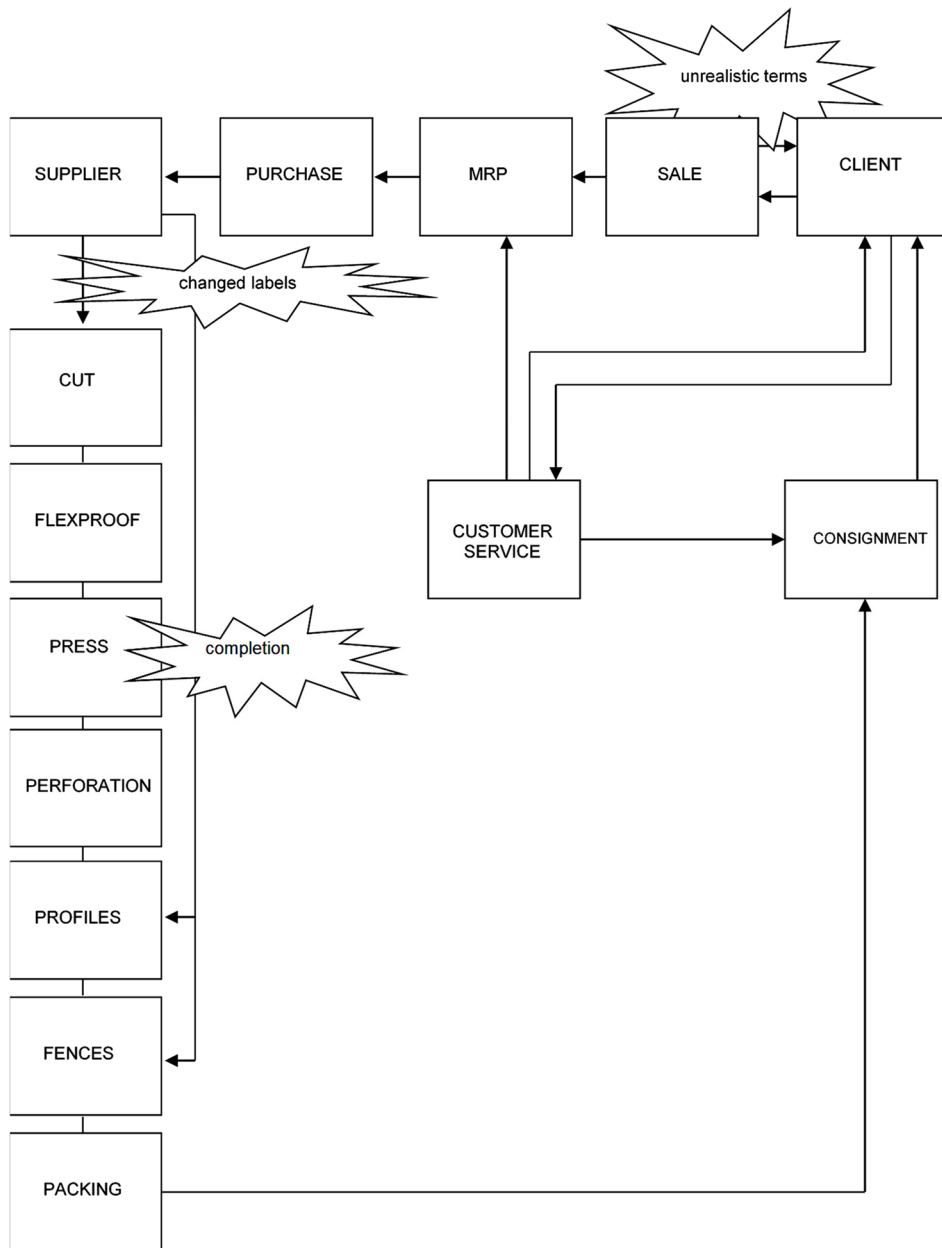 unrealistic terms
SUPPLIER
PURCHASE
MRP
SALE
CLIENT
changed labels
CUT
FLEXPROOF
CUSTOMER
SERVICE
CONSIGNMENT
PRESS
completion
PERFORATION
PROFILES
FENCES
PACKING